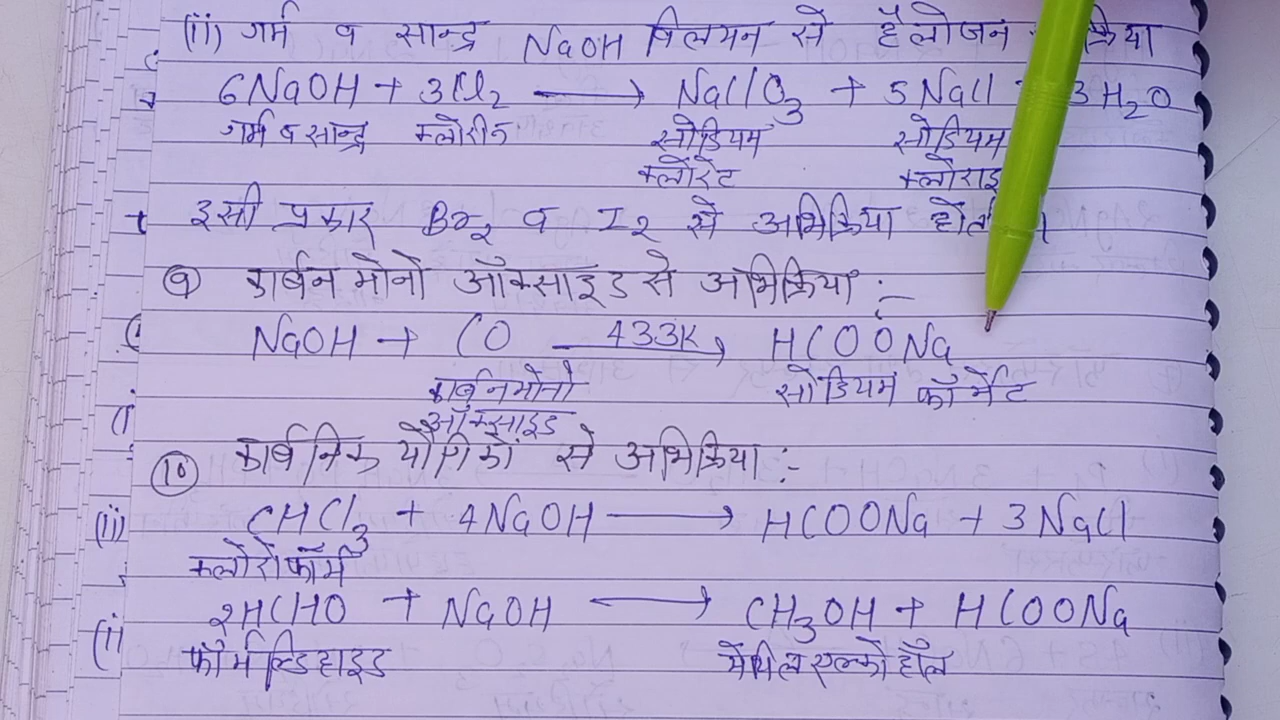 (ii) गर्म व सान्द्र NaOH विलयन से हैलोजन क्रिया
6NaOH + 3Cl₂ ⟶ NaClO₃ + 5NaCl 3H₂O
गर्म व सान्द्र क्लोरीन सोडियम क्लोरेट सोडियम
इसी प्रकार Br₂ व I₂ से अभिक्रिया
9 कार्बन मोनो ऑक्साइड से अभिक्रिया :-
NaOH + CO 433K⟶ HCOONa
कार्बन मोनो ऑक्साइड सोडियम फॉर्मेट
10 कार्बनिक यौगिकों से अभिक्रिया :-
(ii) CHCl₃ + 4NaOH ⟶ HCOONa + 3NaCl
क्लोरोफॉर्म
2HCHO + NaOH ⟶ CH₃OH + HCOONa
फॉर्मल्डिहाइड मेथिल एल्कोहॉल